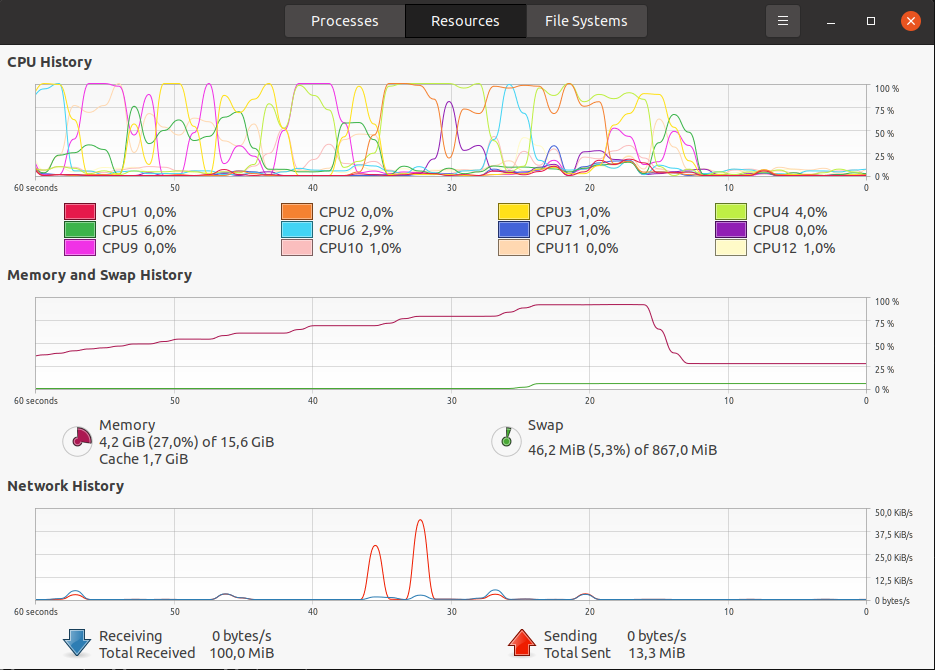 Processes Resources File Systems
CPU History
100 %
75 %
50 %
25 %
0 %
60 seconds 50 40 30 20 10 0
CPU1 0,0% CPU2 0,0% CPU3 1,0% CPU4 4,0%
CPU5 6,0% CPU6 2,9% CPU7 1,0% CPU8 0,0%
CPU9 0,0% CPU10 1,0% CPU11 0,0% CPU12 1,0%
Memory and Swap History
100 %
75 %
50 %
25 %
0 %
60 seconds 50 40 30 20 10 0
Memory
4,2 GiB (27,0%) of 15,6 GiB
Cache 1,7 GiB
Swap
46,2 MiB (5,3%) of 867,0 MiB
Network History
50,0 KiB/s
37,5 KiB/s
25,0 KiB/s
12,5 KiB/s
0 bytes/s
60 seconds 50 40 30 20 10 0
Receiving 0 bytes/s
Total Received 100,0 MiB
Sending 0 bytes/s
Total Sent 13,3 MiB